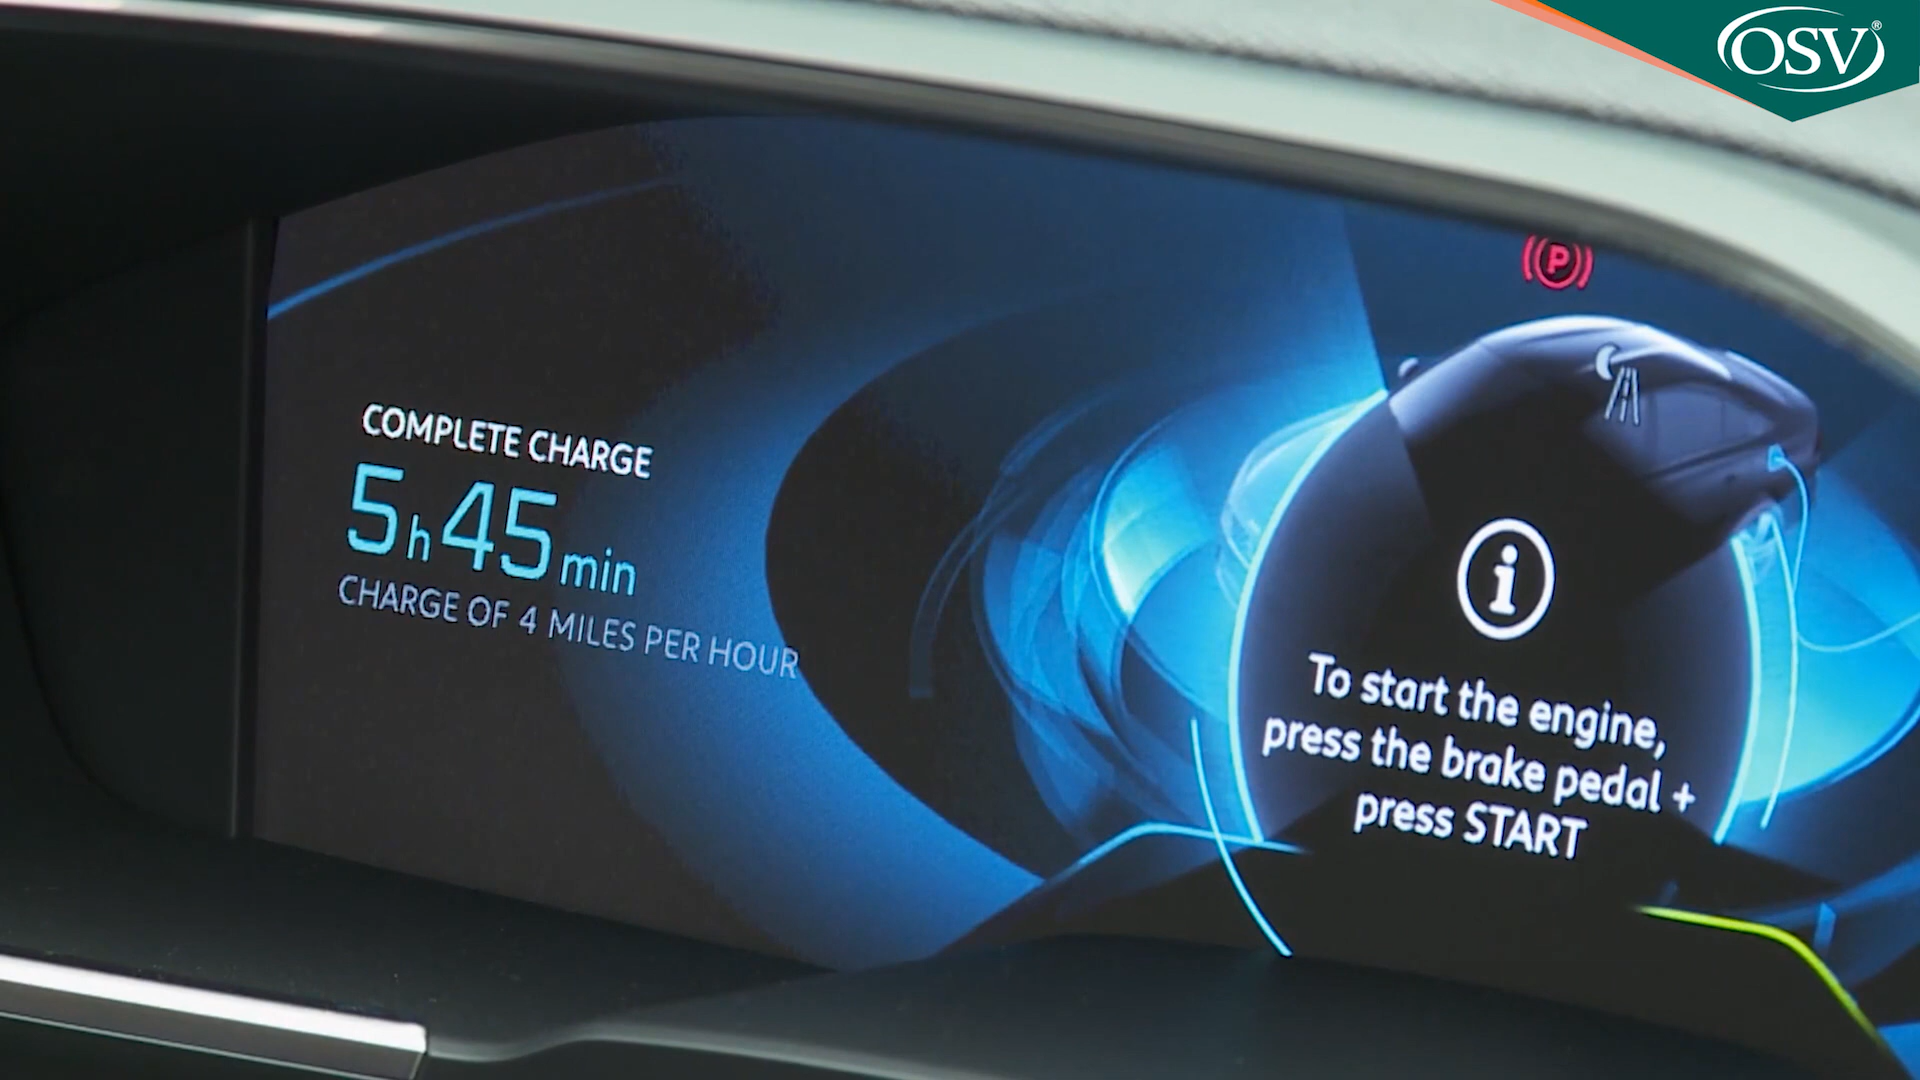 OSV®
P
COMPLETE CHARGE
5h45min
CHARGE OF 4 MILES PER HOUR
i
To start the engine,
press the brake pedal +
press START